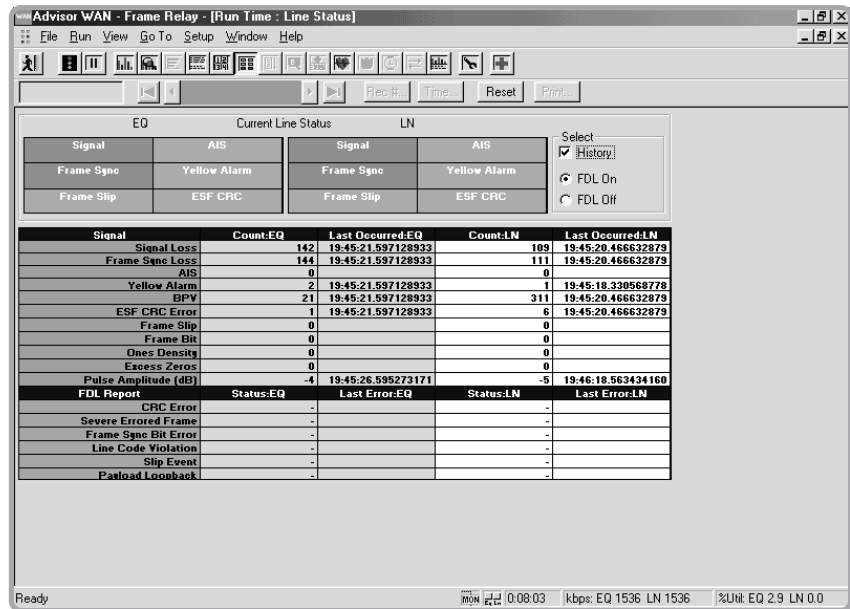 WAN Advisor WAN - Frame Relay - [Run Time : Line Status]
File Run View Go To Setup Window Help
Rec #... Time... Reset Print...
EQ Current Line Status LN
Signal AIS Signal AIS
Frame Sync Yellow Alarm Frame Sync Yellow Alarm
Frame Slip ESF CRC Frame Slip ESF CRC
Select
History
FDL On
FDL Off
Signal Count:EQ Last Occurred:EQ Count:LN Last Occurred:LN
Signal Loss 142 19:45:21.597128933 109 19:45:20.466632879
Frame Sync Loss 144 19:45:21.597128933 111 19:45:20.466632879
AIS 0 0
Yellow Alarm 2 19:45:21.597128933 1 19:45:18.330568778
BPV 21 19:45:21.597128933 311 19:45:20.466632879
ESF CRC Error 1 19:45:21.597128933 6 19:45:20.466632879
Frame Slip 0 0
Frame Bit 0 0
Ones Density 0 0
Excess Zeros 0 0
Pulse Amplitude (dB) -4 19:45:26.595273171 -5 19:46:18.563434160
FDL Report Status:EQ Last Error:EQ Status:LN Last Error:LN
CRC Error - -
Severe Errored Frame - -
Frame Sync Bit Error - -
Line Code Violation - -
Slip Event - -
Payload Loopback - -
Ready MON 0:08:03 kbps: EQ 1536 LN 1536 %Util: EQ 2.9 LN 0.0